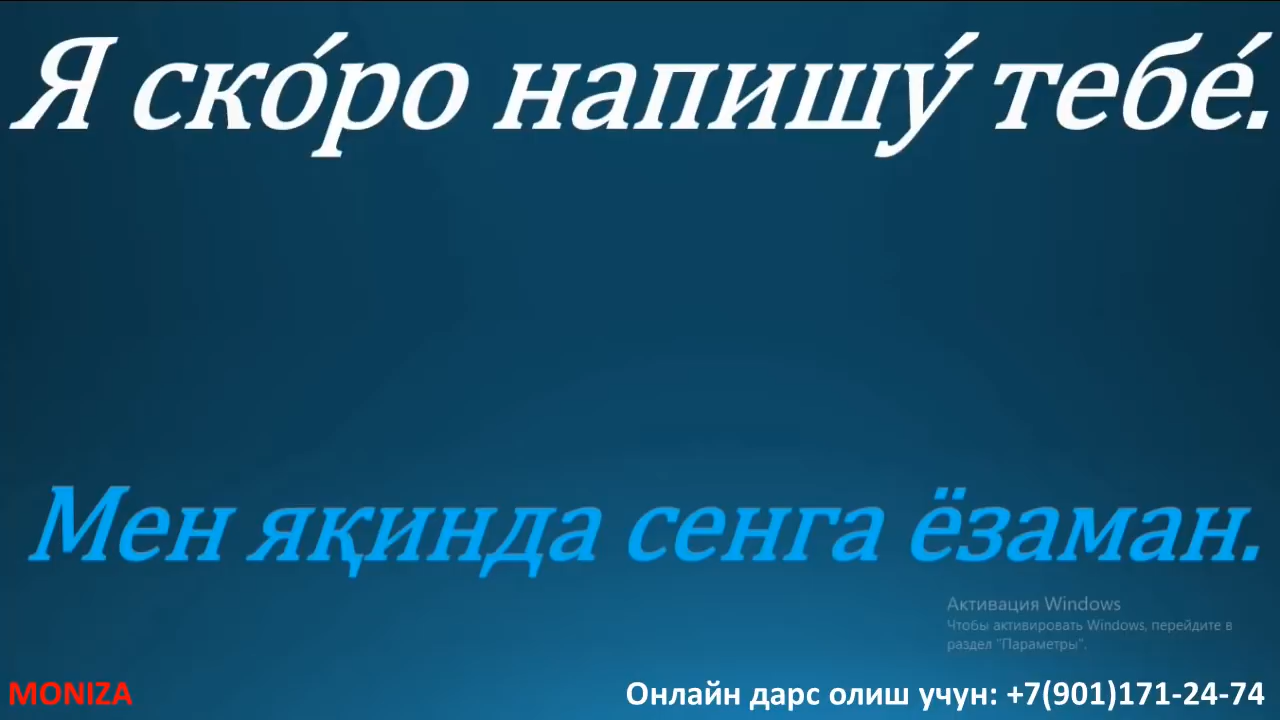 Я ско́ро напишу́ тебе́.
Мен яқинда сенга ёзаман.
Активация Windows
Чтобы активировать Windows, перейдите в
раздел "Параметры".
MONIZA
Онлайн дарс олиш учун: +7(901)171-24-74